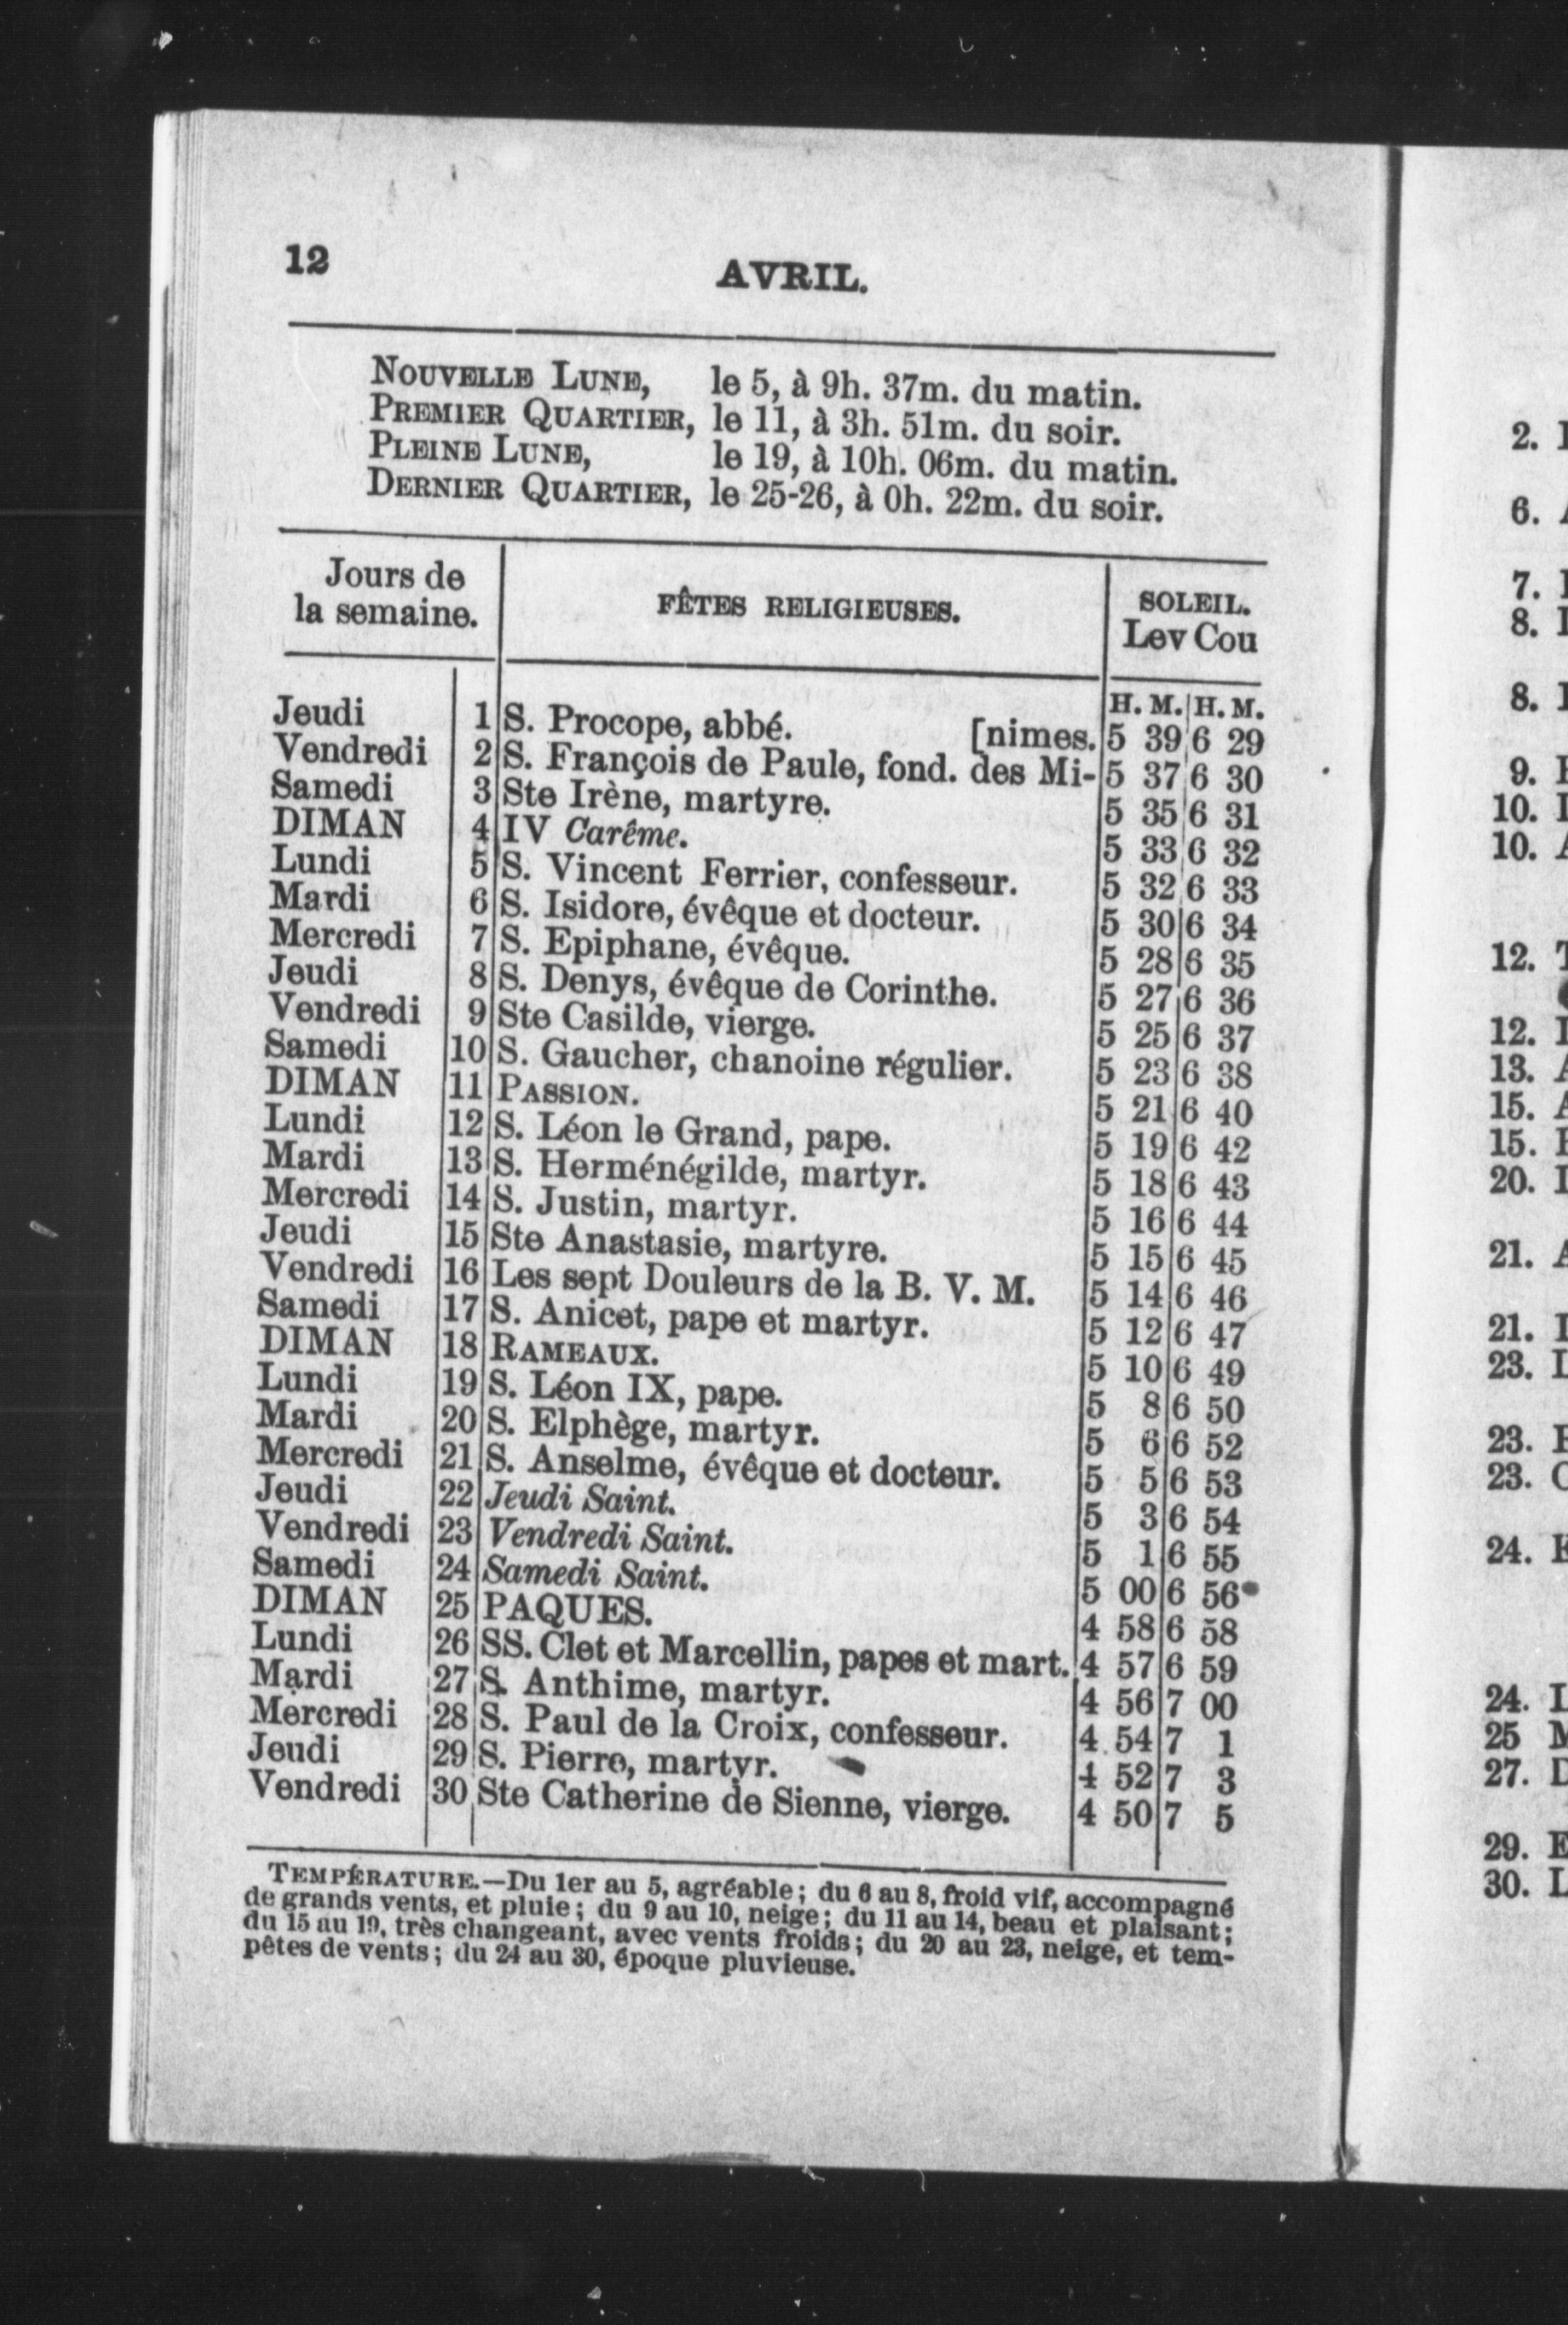 12
AVRIL.
NOUVELLE LUNE, le 5, à 9h. 37m. du matin.
PREMIER QUARTIER, le 11, à 3h. 51m. du soir.
PLEINE LUNE, le 19, à 10h. 06m. du matin.
DERNIER QUARTIER, le 25-26, à 0h. 22m. du soir.
Jours de la semaine. FÊTES RELIGIEUSES. SOLEIL.
Lev Cou
H. M. H. M.
Jeudi 1 S. Procope, abbé. [nimes. 5 39 6 29
Vendredi 2 S. François de Paule, fond. des Mi- 5 37 6 30
Samedi 3 Ste Irène, martyre. 5 35 6 31
DIMAN 4 IV Carême. 5 33 6 32
Lundi 5 S. Vincent Ferrier, confesseur. 5 32 6 33
Mardi 6 S. Isidore, évêque et docteur. 5 30 6 34
Mercredi 7 S. Epiphane, évêque. 5 28 6 35
Jeudi 8 S. Denys, évêque de Corinthe. 5 27 6 36
Vendredi 9 Ste Casilde, vierge. 5 25 6 37
Samedi 10 S. Gaucher, chanoine régulier. 5 23 6 38
DIMAN 11 PASSION. 5 21 6 40
Lundi 12 S. Léon le Grand, pape. 5 19 6 42
Mardi 13 S. Herménégilde, martyr. 5 18 6 43
Mercredi 14 S. Justin, martyr. 5 16 6 44
Jeudi 15 Ste Anastasie, martyre. 5 15 6 45
Vendredi 16 Les sept Douleurs de la B. V. M. 5 14 6 46
Samedi 17 S. Anicet, pape et martyr. 5 12 6 47
DIMAN 18 RAMEAUX. 5 10 6 49
Lundi 19 S. Léon IX, pape. 5 8 6 50
Mardi 20 S. Elphège, martyr. 5 6 6 52
Mercredi 21 S. Anselme, évêque et docteur. 5 5 6 53
Jeudi 22 Jeudi Saint. 5 3 6 54
Vendredi 23 Vendredi Saint. 5 1 6 55
Samedi 24 Samedi Saint. 5 00 6 56
DIMAN 25 PAQUES. 4 58 6 58
Lundi 26 SS. Clet et Marcellin, papes et mart. 4 57 6 59
Mardi 27 S. Anthime, martyr. 4 56 7 00
Mercredi 28 S. Paul de la Croix, confesseur. 4 54 7 1
Jeudi 29 S. Pierre, martyr. 4 52 7 3
Vendredi 30 Ste Catherine de Sienne, vierge. 4 50 7 5
TEMPÉRATURE.—Du 1er au 5, agréable; du 6 au 8, froid vif, accompagné
de grands vents, et pluie; du 9 au 10, neige; du 11 au 14, beau et plaisant;
du 15 au 19, très changeant, avec vents froids; du 20 au 23, neige, et tem-
pêtes de vents; du 24 au 30, époque pluvieuse.
2.
6.
7.
8.
8.
9.
10.
10.
12.
12.
13.
15.
15.
20.
21.
21.
23.
23.
23.
24.
24.
25
27.
29.
30.